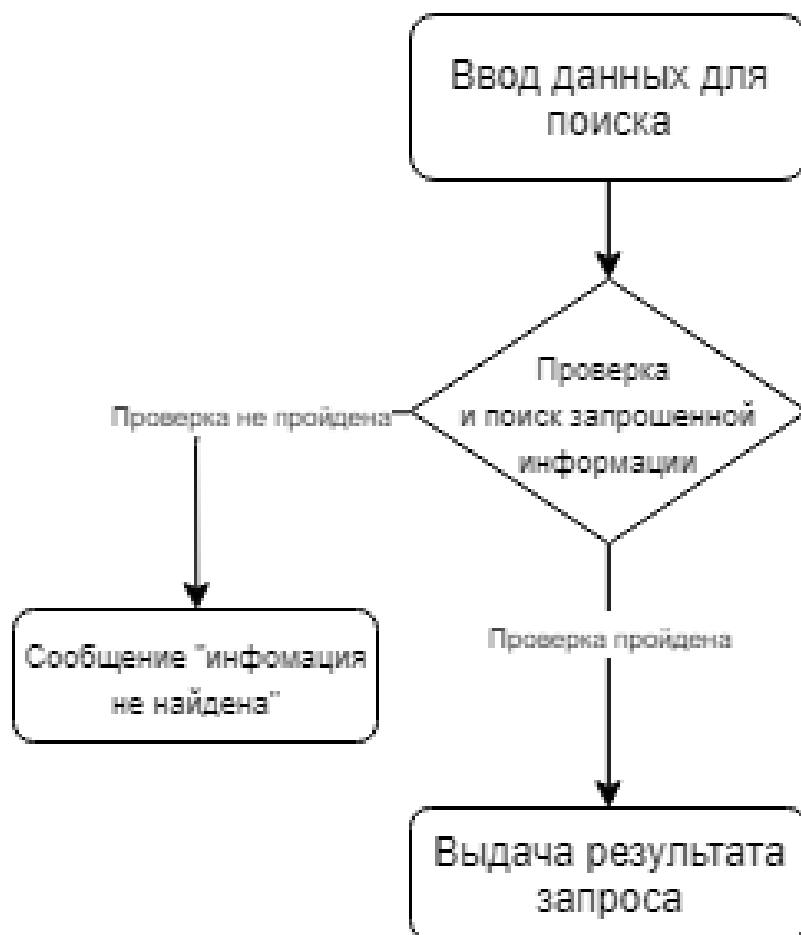 Ввод данных для
поиска
Проверка
и поиск запрошенной
информации
Проверка не пройдена
Проверка пройдена
Сообщение "инфомация
не найдена"
Выдача результата
запроса